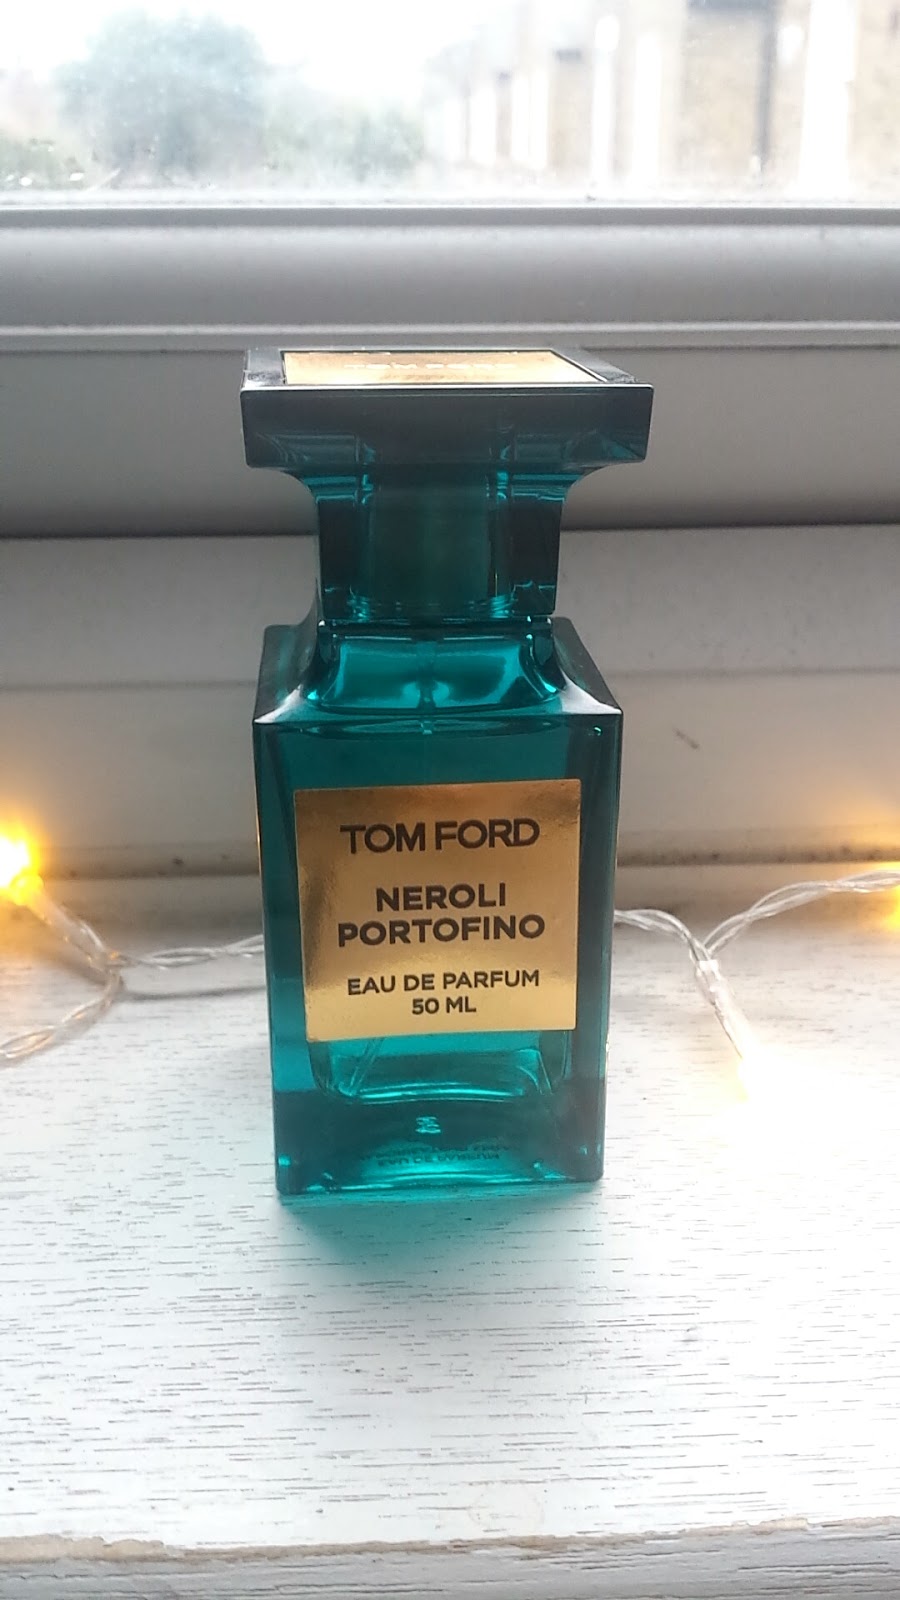 TOM FORD
NEROLI
PORTOFINO
EAU DE PARFUM
50 ML